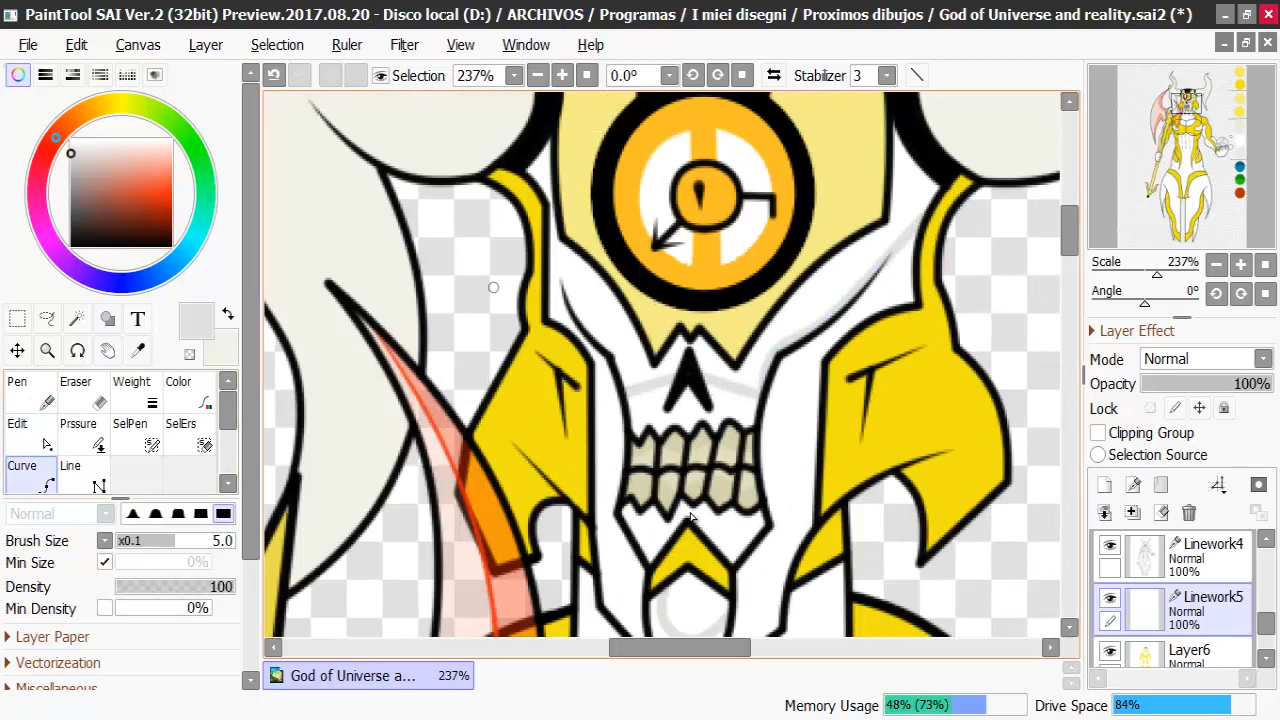 PaintTool SAI Ver.2 (32bit) Preview.2017.08.20 - Disco local (D:) / ARCHIVOS / Programas / I miei disegni / Proximos dibujos / God of Universe and reality.sai2 (*)
File Edit Canvas Layer Selection Ruler Filter View Window Help
Selection 237% 0.0° Stabilizer 3
Scale 237%
Angle 0°
T
Layer Effect
Mode Normal
Opacity 100%
Lock
Clipping Group
Selection Source
Pen Eraser Weight Color
Edit Prssure SelPen SelErs
Curve Line
Normal
Brush Size x0.1 5.0
Min Size 0%
Density 100
Min Density 0%
Layer Paper
Vectorization
Miscellaneous
Linework4
Normal
100%
Linework5
Normal
100%
Layer6
Normal
God of Universe a... 237%
Memory Usage 48% (73%) Drive Space 84%